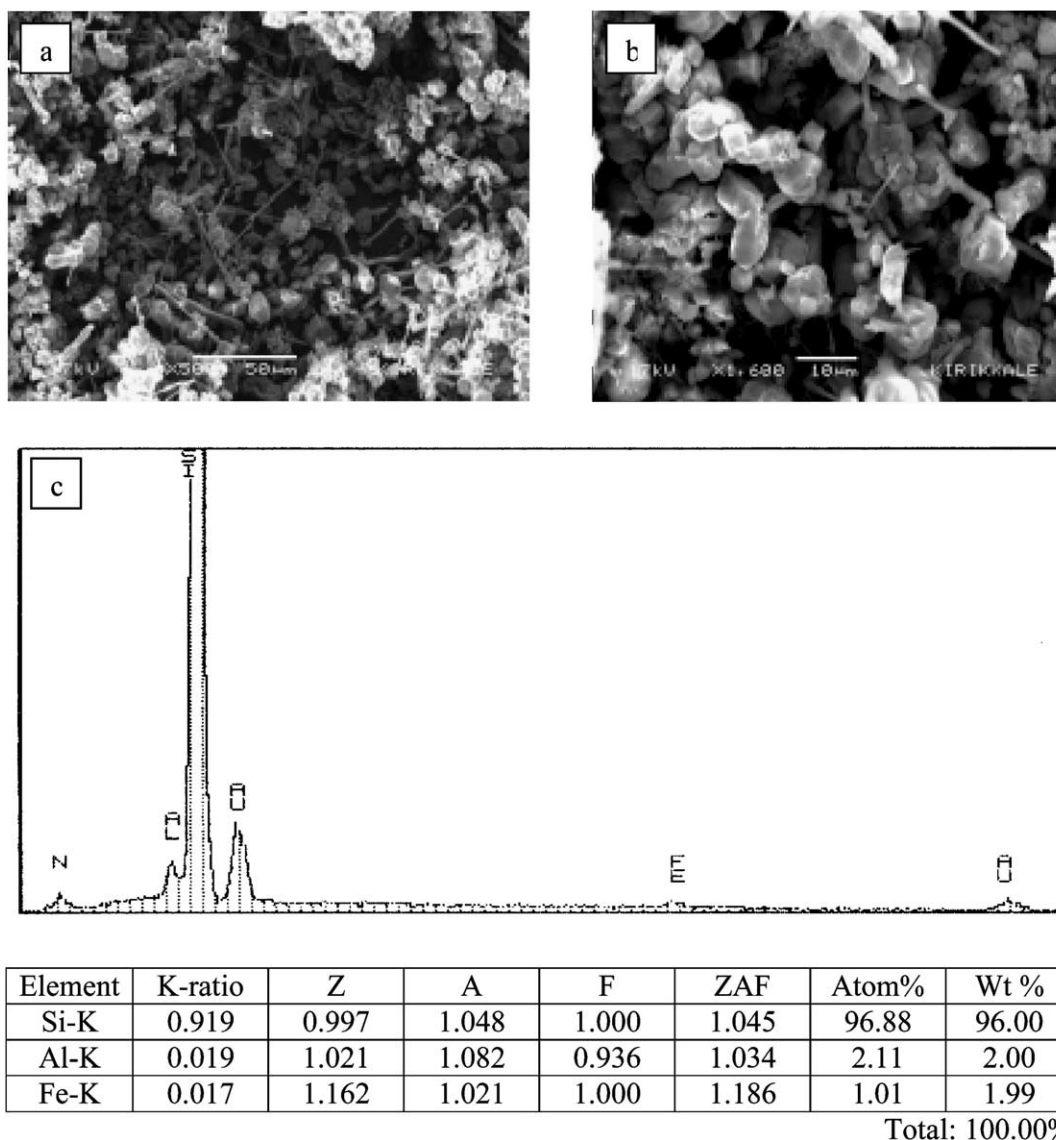 a
b
X500 50µm
17kV X1,600 10µm KIRIKKALE
c
SI
AL
AU
N
FE
AU
Element K-ratio Z A F ZAF Atom% Wt %
Si-K 0.919 0.997 1.048 1.000 1.045 96.88 96.00
Al-K 0.019 1.021 1.082 0.936 1.034 2.11 2.00
Fe-K 0.017 1.162 1.021 1.000 1.186 1.01 1.99
Total: 100.00%